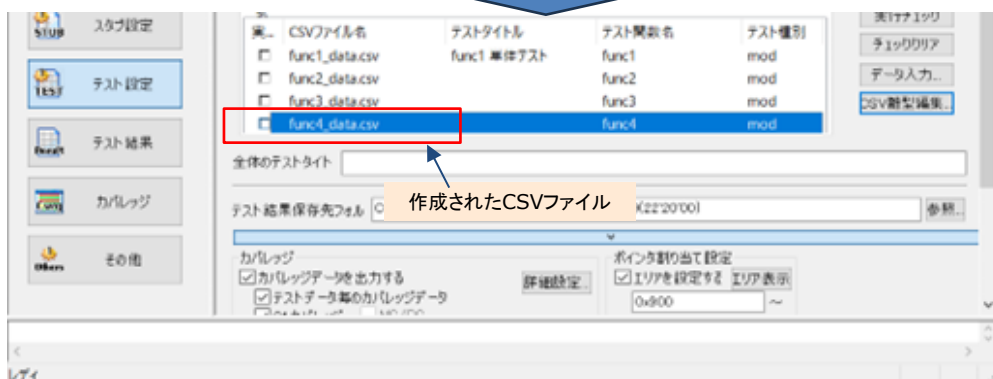 スタブ設定
テスト設定
テスト結果
カバレッジ
その他
STUB
TEST
Others
実...
CSVファイル名
テストタイトル
テスト関数名
テスト種別
func1_data.csv
func1 単体テスト
func1
mod
func2_data.csv
func2
mod
func3_data.csv
func3
mod
func4_data.csv
func4
mod
チェッククリア
データ入力...
CSV雛型編集...
全体のテストタイト
作成されたCSVファイル
テスト結果保存先フォル
参照...
カバレッジ
カバレッジデータを出力する
テストデータ毎のカバレッジデータ
詳細設定...
ポインタ割り当て設定
エリアを設定する
エリア表示
0x900
~
レディ